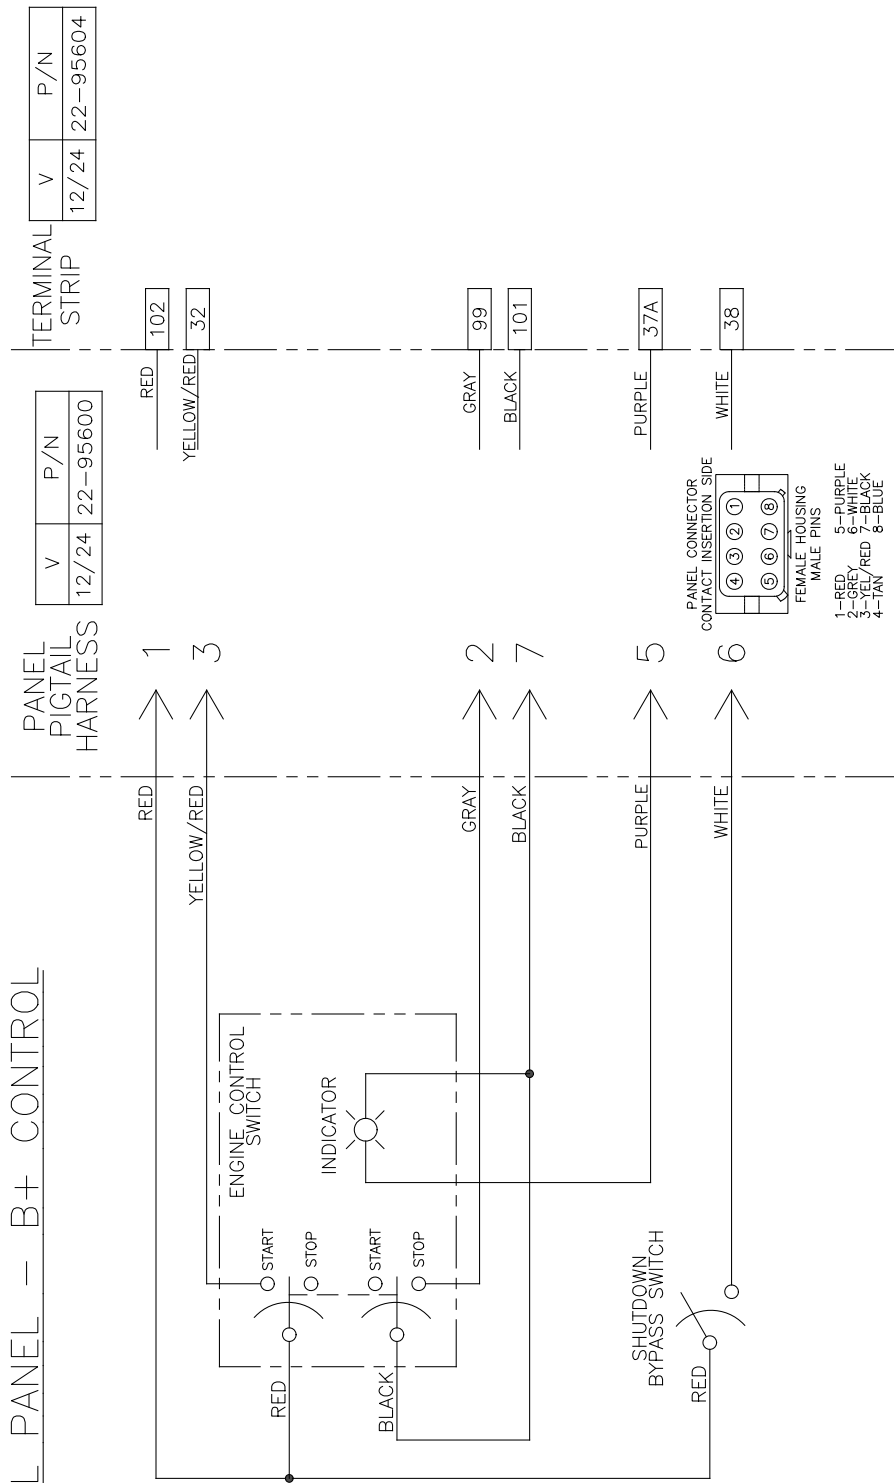 L PANEL - B+ CONTROL
PANEL
PIGTAIL
HARNESS
V P/N
12/24 22-95600
TERMINAL
STRIP
V P/N
12/24 22-95604
RED
1
RED
102
YELLOW/RED
3
YELLOW/RED
32
ENGINE CONTROL
SWITCH
START
STOP
RED
INDICATOR
START
STOP
BLACK
GRAY
2
GRAY
99
BLACK
7
BLACK
101
PURPLE
5
PURPLE
37A
SHUTDOWN
BYPASS SWITCH
RED
WHITE
6
WHITE
38
PANEL CONNECTOR
CONTACT INSERTION SIDE
4 3 2 1
5 6 7 8
FEMALE HOUSING
MALE PINS
1-RED 5-PURPLE
2-GREY 6-WHITE
3-YEL/RED 7-BLACK
4-TAN 8-BLUE